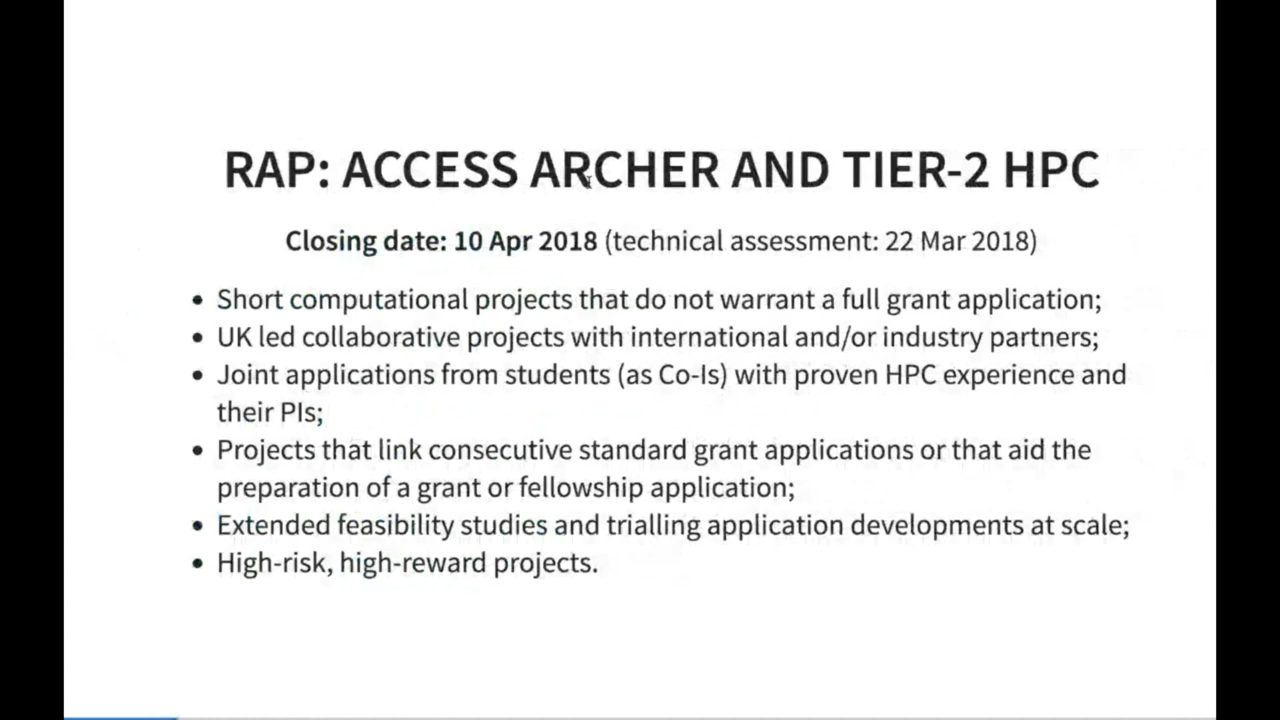 RAP: ACCESS ARCHER AND TIER-2 HPC
Closing date: 10 Apr 2018 (technical assessment: 22 Mar 2018)
• Short computational projects that do not warrant a full grant application;
• UK led collaborative projects with international and/or industry partners;
• Joint applications from students (as Co-Is) with proven HPC experience and
their PIs;
• Projects that link consecutive standard grant applications or that aid the
preparation of a grant or fellowship application;
• Extended feasibility studies and trialling application developments at scale;
• High-risk, high-reward projects.